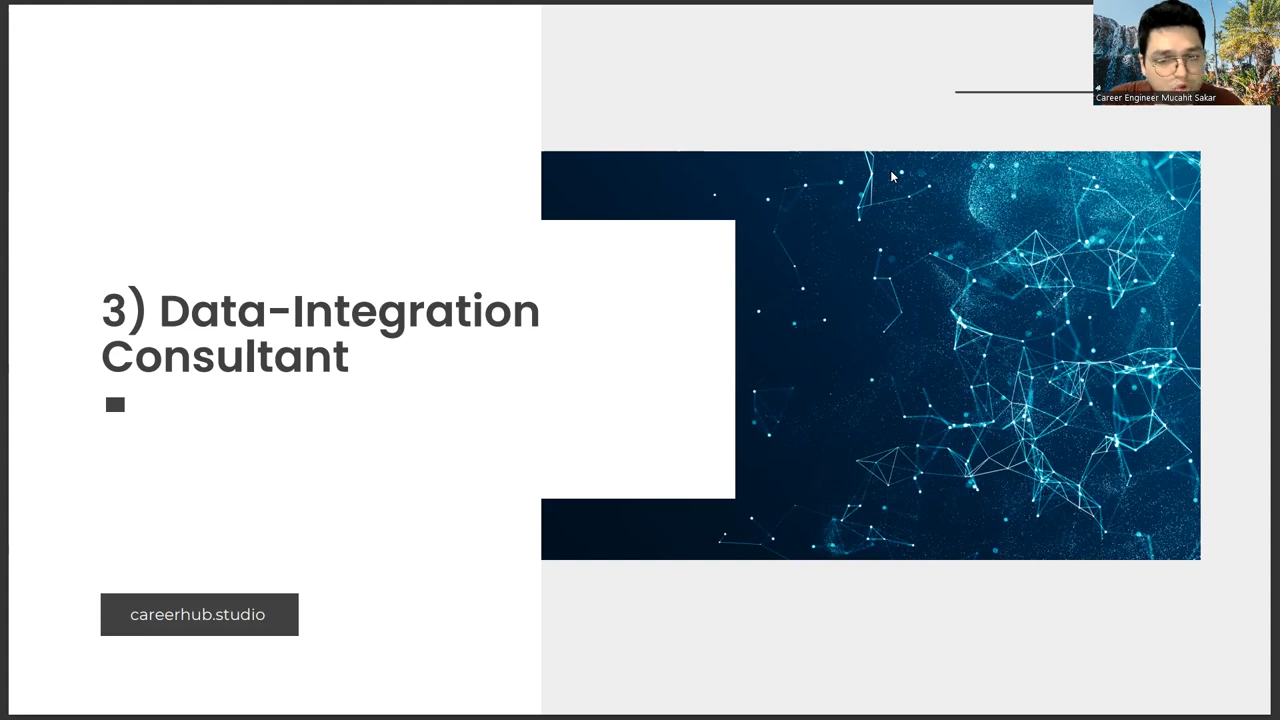 Career Engineer Mucahit Sakar
3) Data-Integration
Consultant
careerhub.studio